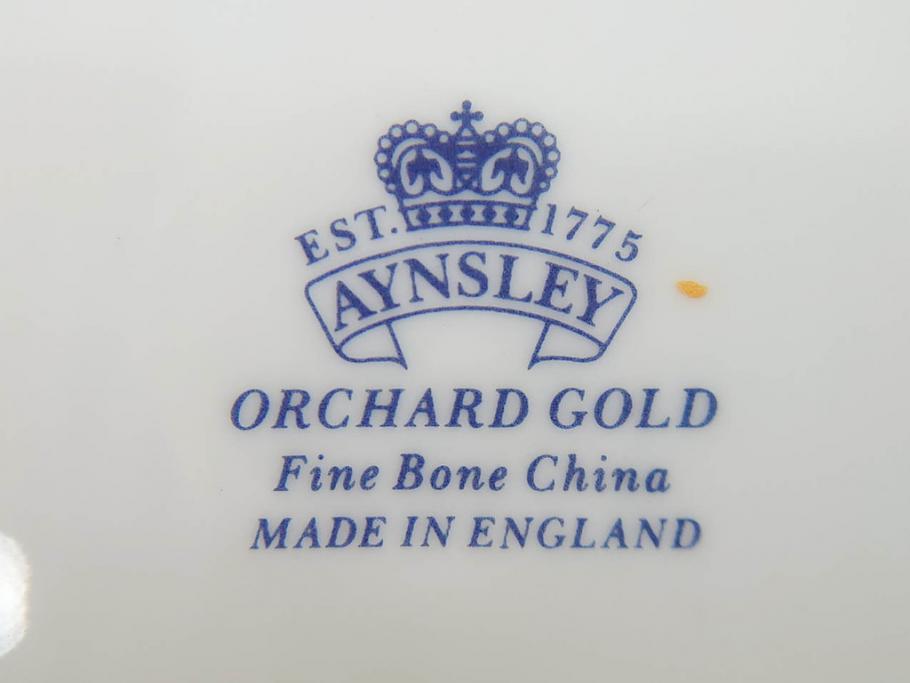 EST. 1775
AYNSLEY
ORCHARD GOLD
Fine Bone China
MADE IN ENGLAND